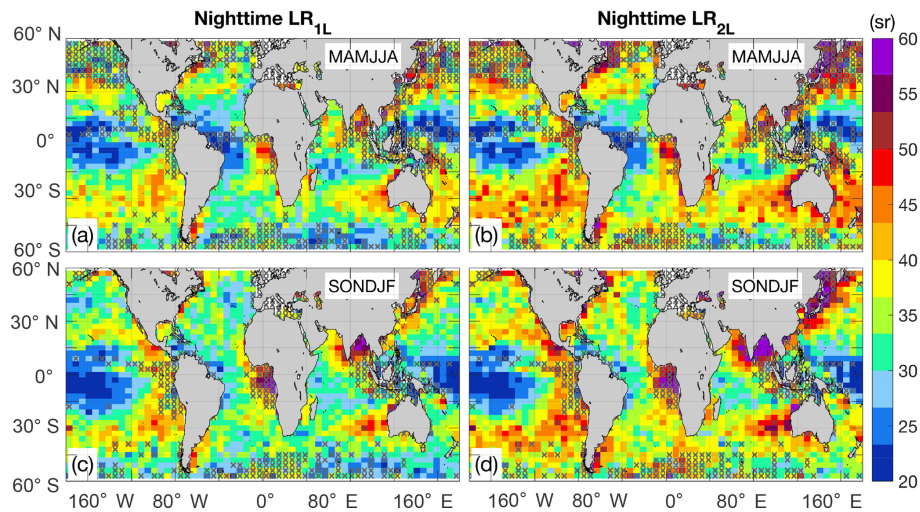 Nighttime LR1L Nighttime LR2L (sr)
60° N 60
MAMJJA MAMJJA
55
30° N
50
0°
45
30° S
(a) (b)
60° S 40
60° N
SONDJF SONDJF
35
30° N
30
0°
25
30° S
(c) (d)
60° S 20
160° W 80° W 0° 80° E 160° E 160° W 80° W 0° 80° E 160° E